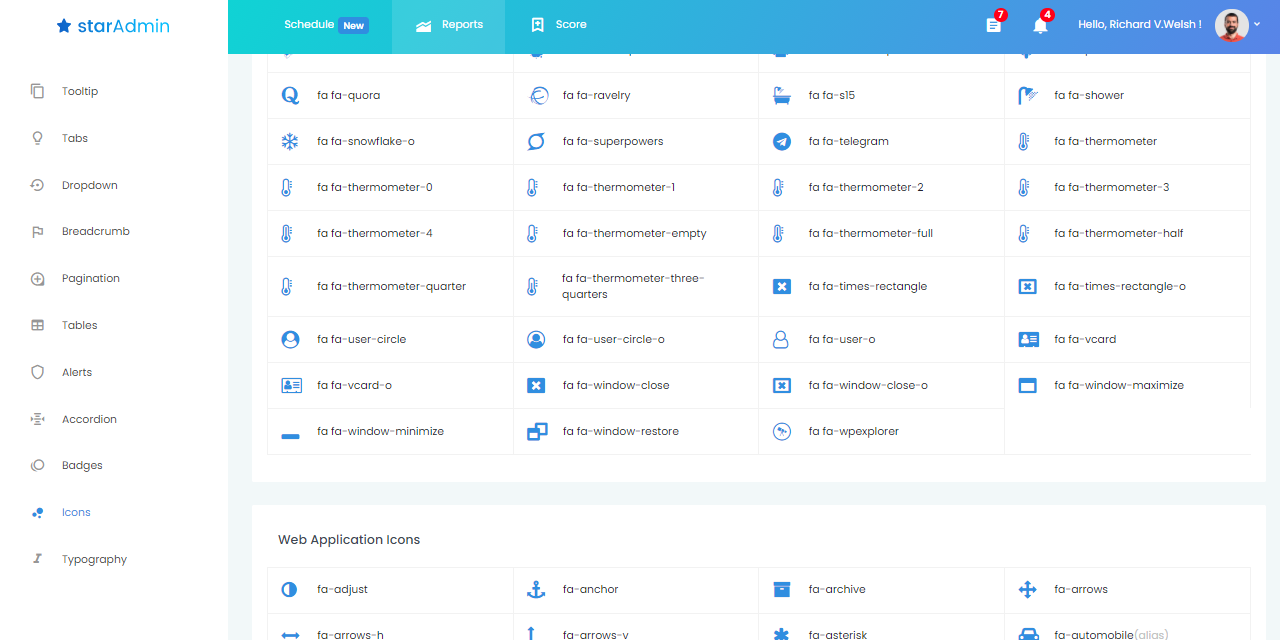 starAdmin
Schedule New
Reports
Score
7
4
Hello, Richard V.Welsh !
Tooltip
Tabs
Dropdown
Breadcrumb
Pagination
Tables
Alerts
Accordion
Badges
Icons
Typography
fa fa-quora
fa fa-ravelry
fa fa-s15
fa fa-shower
fa fa-snowflake-o
fa fa-superpowers
fa fa-telegram
fa fa-thermometer
fa fa-thermometer-0
fa fa-thermometer-1
fa fa-thermometer-2
fa fa-thermometer-3
fa fa-thermometer-4
fa fa-thermometer-empty
fa fa-thermometer-full
fa fa-thermometer-half
fa fa-thermometer-quarter
fa fa-thermometer-three-
quarters
fa fa-times-rectangle
fa fa-times-rectangle-o
fa fa-user-circle
fa fa-user-circle-o
fa fa-user-o
fa fa-vcard
fa fa-vcard-o
fa fa-window-close
fa fa-window-close-o
fa fa-window-maximize
fa fa-window-minimize
fa fa-window-restore
fa fa-wpexplorer
Web Application Icons
fa-adjust
fa-anchor
fa-archive
fa-arrows
fa-arrows-h
fa-arrows-v
fa-asterisk
fa-automobile(alias)